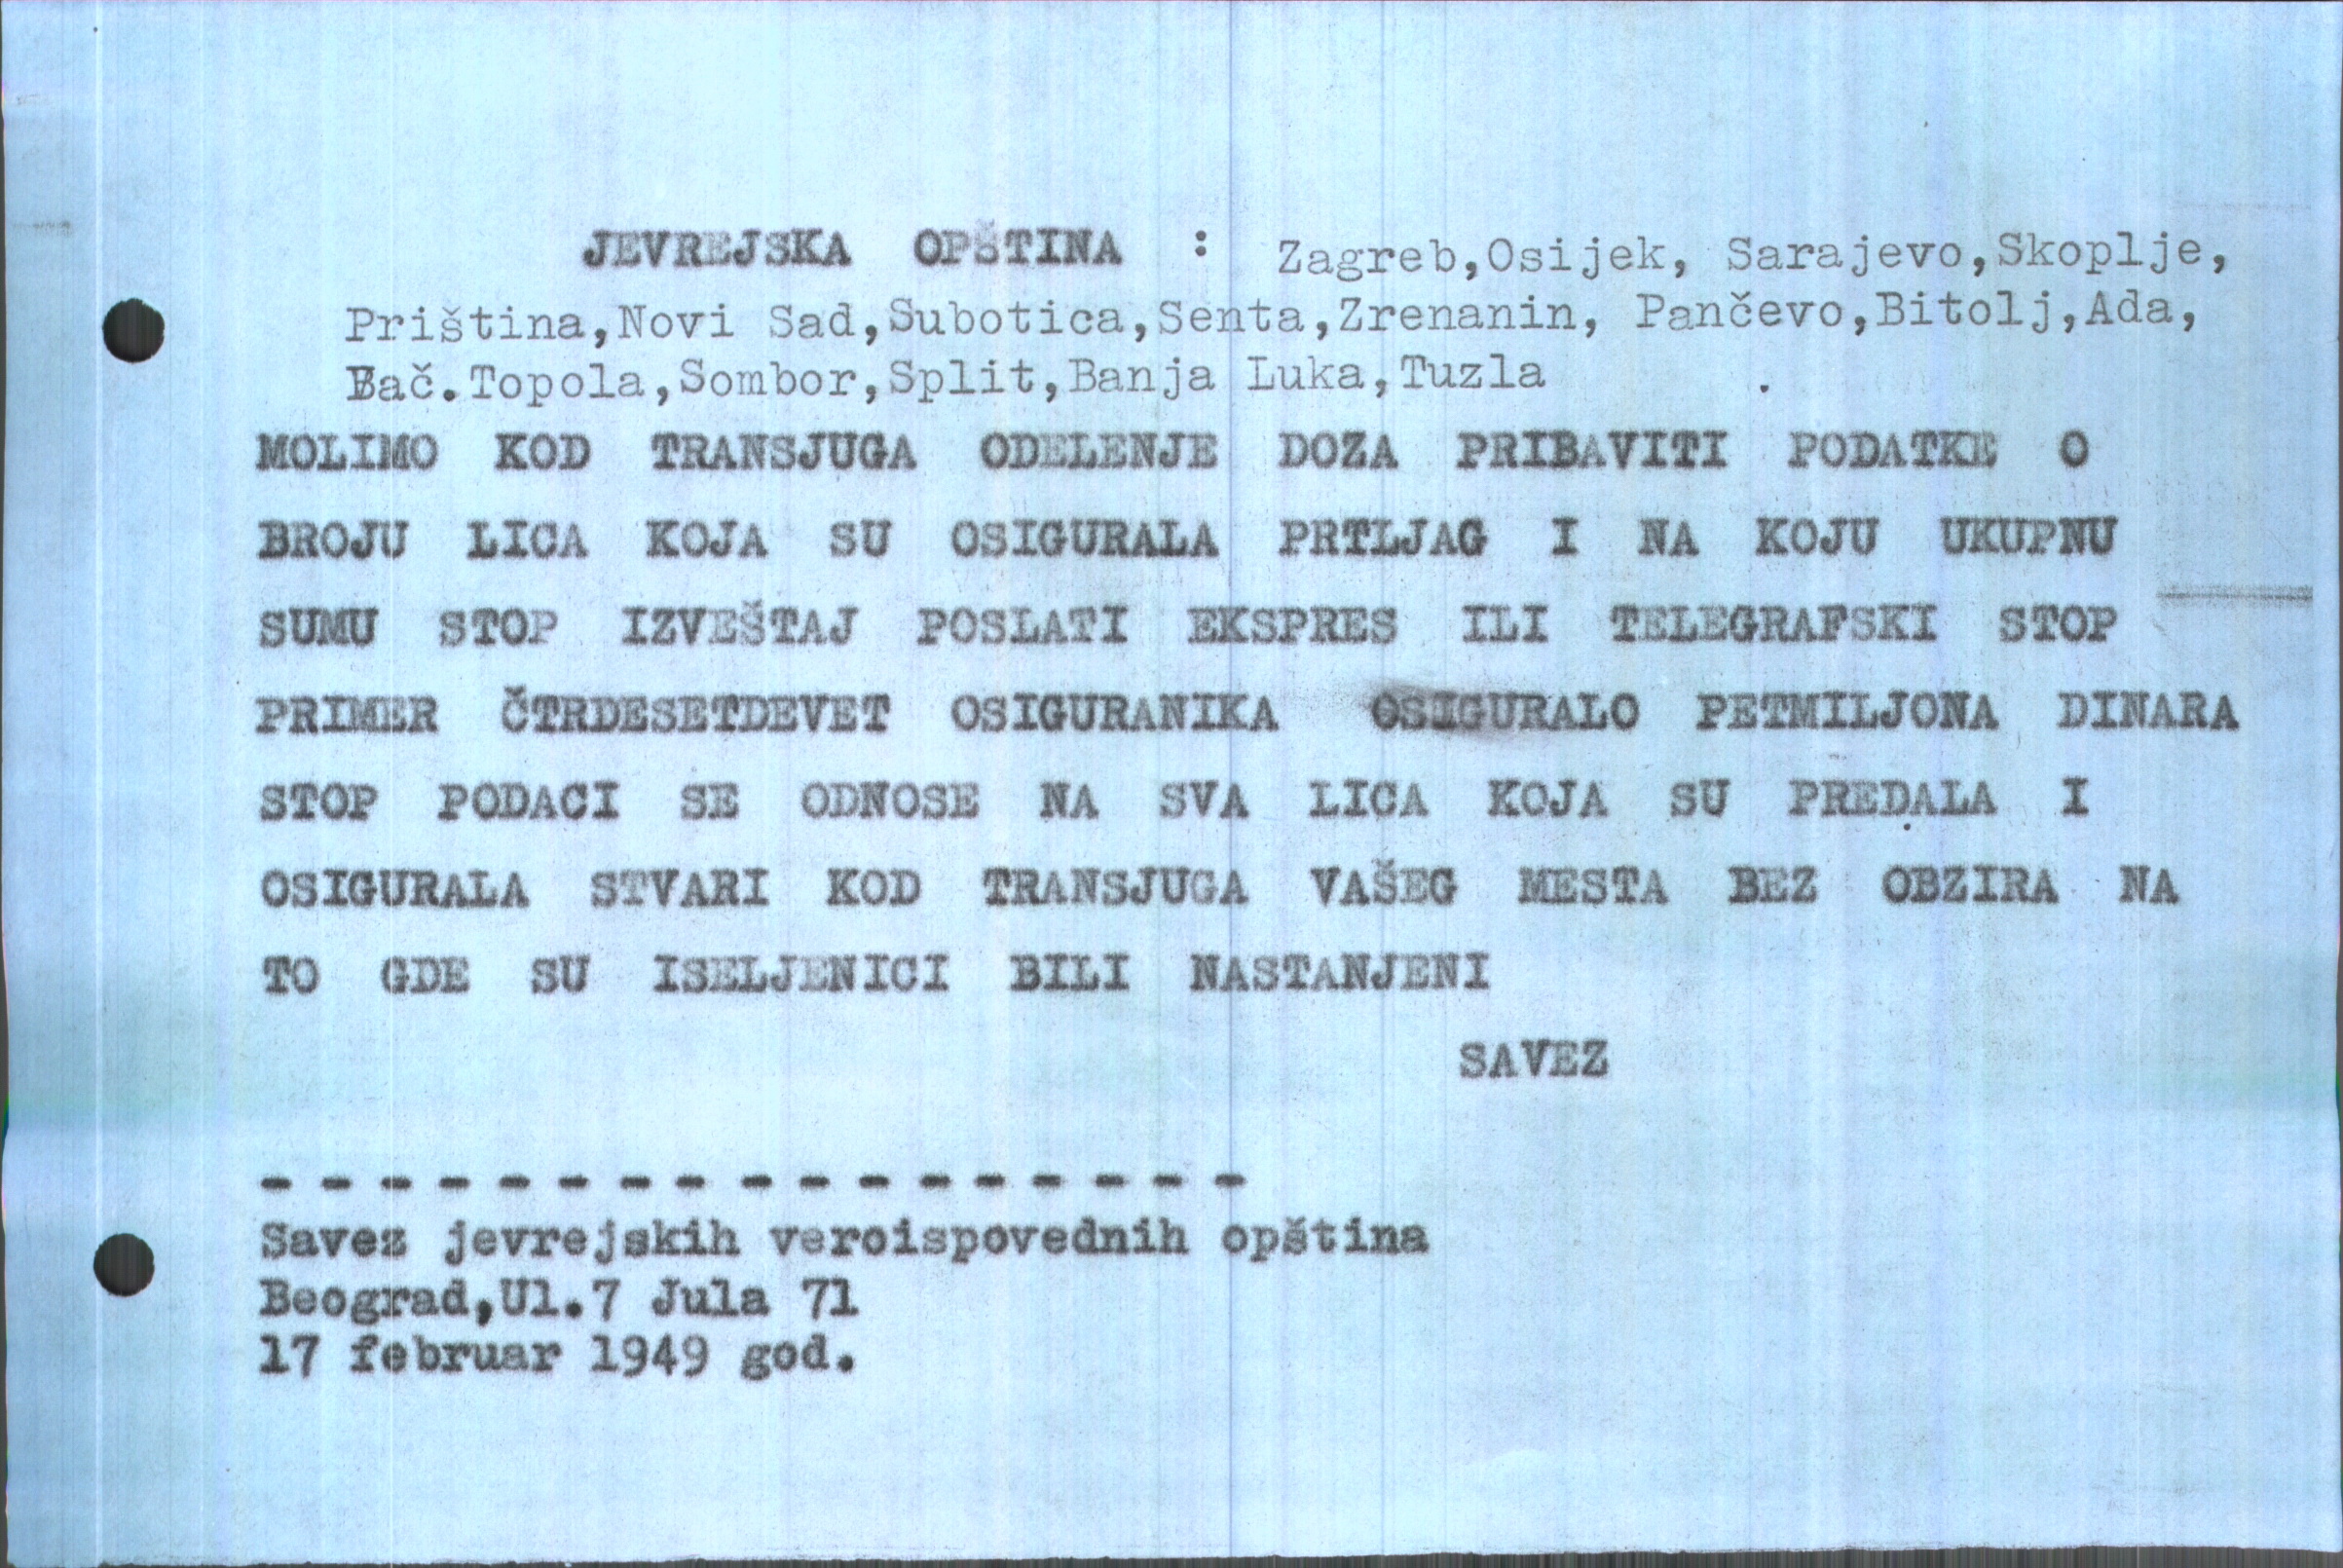 JEVREJSKA OPŠTINA : Zagreb,Osijek, Sarajevo,Skoplje,
Priština,Novi Sad,Subotica,Senta,Zrenanin, Pančevo,Bitolj,Ada,
Bač.Topola,Sombor,Split,Banja Luka,Tuzla .
MOLIMO KOD TRANSJUGA ODELENJE DOZA PRIBAVITI PODATKE O
BROJU LICA KOJA SU OSIGURALA PRTLJAG I NA KOJU UKUPNU
SUMU STOP IZVEŠTAJ POSLATI EKSPRES ILI TELEGRAFSKI STOP
PRIMER ČTRDESETDEVET OSIGURANIKA OSIGURALO PETMILJONA DINARA
STOP PODACI SE ODNOSE NA SVA LICA KOJA SU PREDALA I
OSIGURALA STVARI KOD TRANSJUGA VAŠEG MESTA BEZ OBZIRA NA
TO GDE SU ISELJENICI BILI NASTANJENI
SAVEZ
- - - - - - - - - - - - - - - - -
Savez jevrejskih veroispovednih opština
Beograd,Ul.7 Jula 71
17 februar 1949 god.